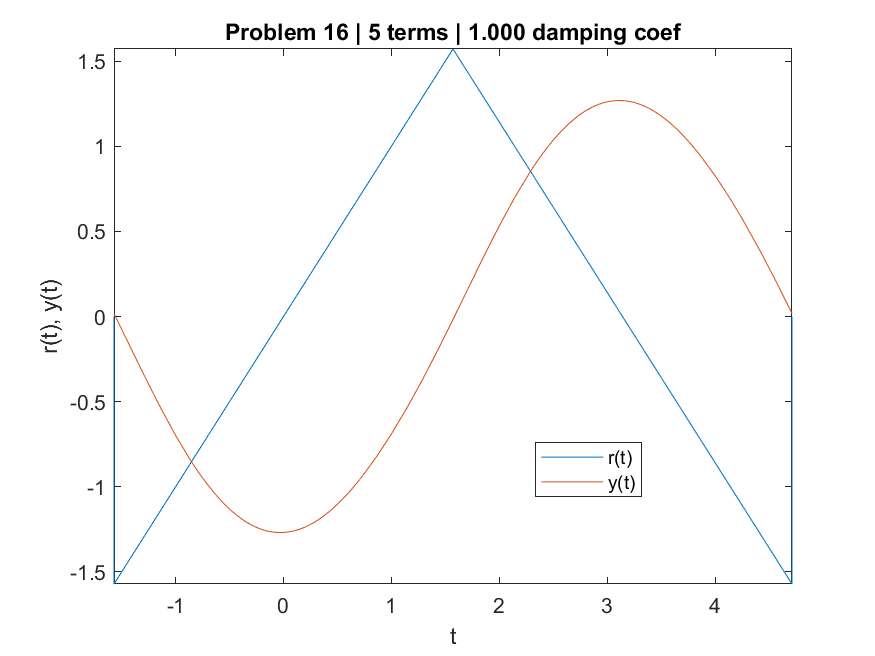 Problem 16 | 5 terms | 1.000 damping coef
1.5
1
0.5
0
-0.5
-1
-1.5
r(t), y(t)
r(t)
y(t)
-1 0 1 2 3 4
t